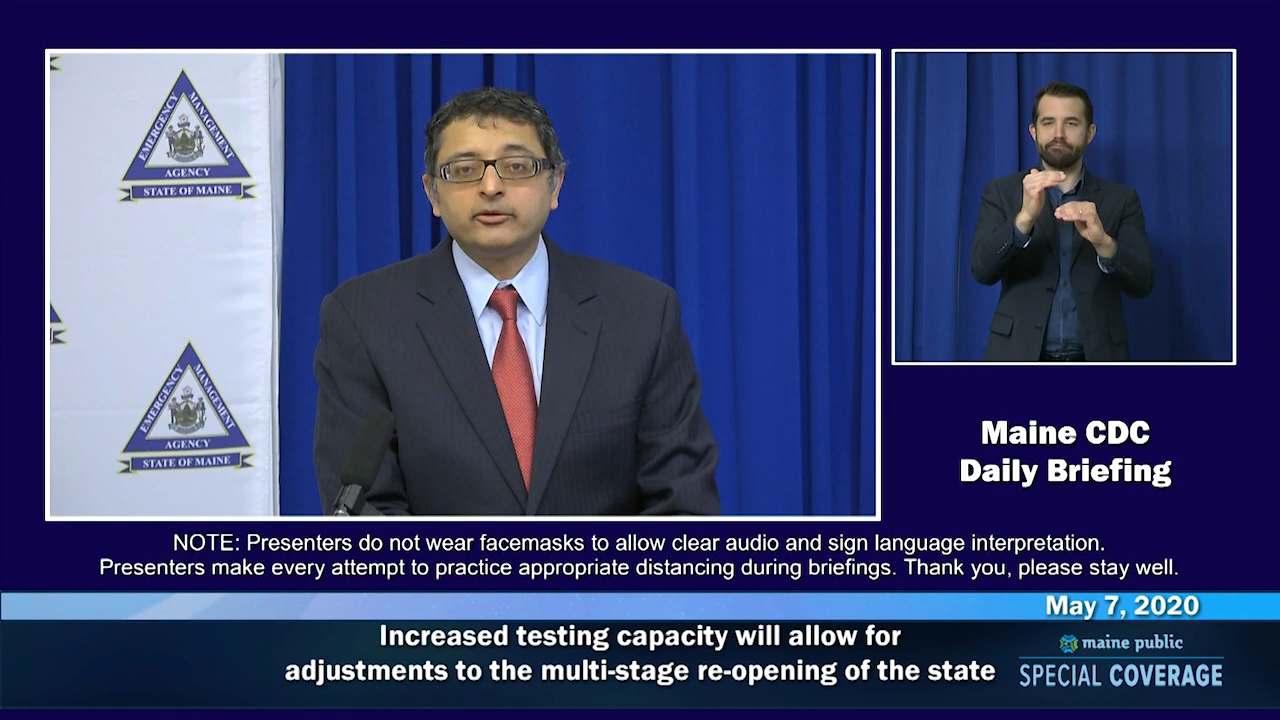 EMERGENCY
MANAGEMENT
AGENCY
STATE OF MAINE
EMERGENCY
MANAGEMENT
AGENCY
STATE OF MAINE
Maine CDC
Daily Briefing
NOTE: Presenters do not wear facemasks to allow clear audio and sign language interpretation.
Presenters make every attempt to practice appropriate distancing during briefings. Thank you, please stay well.
May 7, 2020
Increased testing capacity will allow for
adjustments to the multi-stage re-opening of the state
maine public
SPECIAL COVERAGE